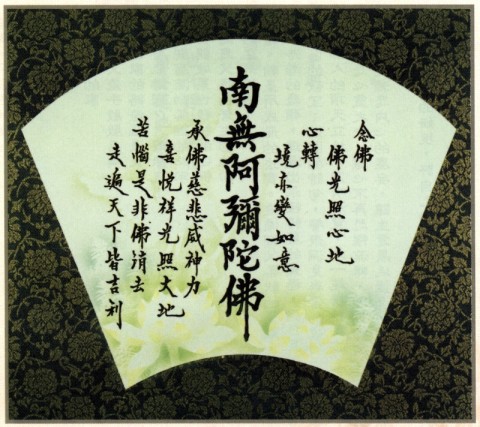 念佛
佛光照心地
心轉
境亦變如意
南無阿彌陀佛
承佛慈悲威神力
喜悅祥光照大地
苦惱是非佛消去
走遍天下皆吉利